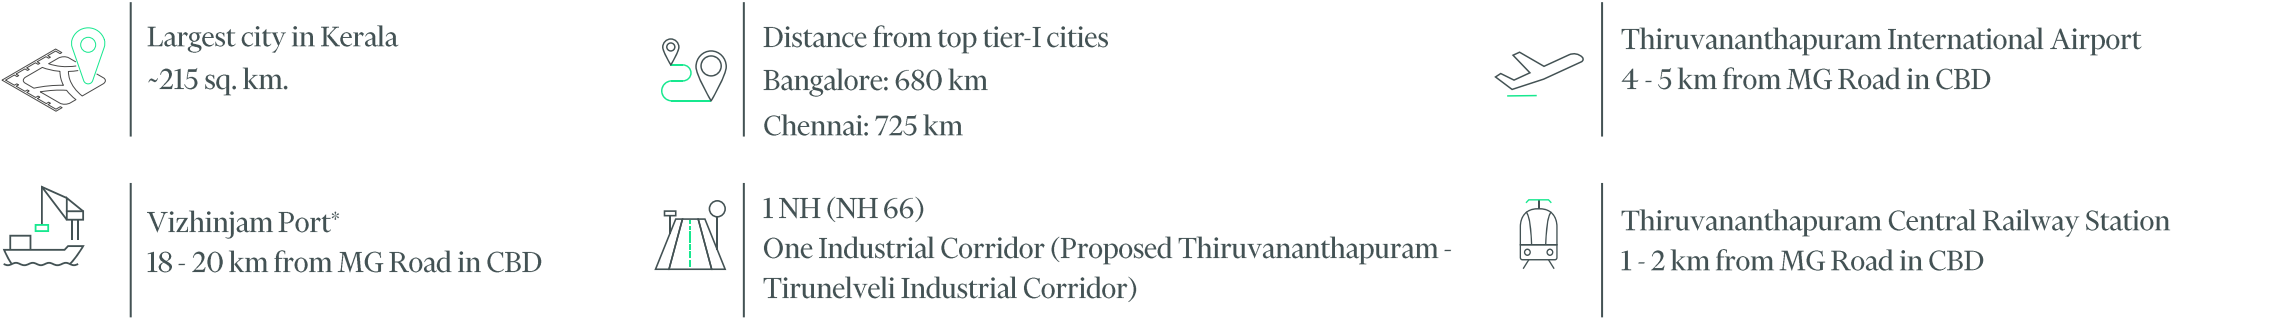 Largest city in Kerala
~215 sq. km.
Distance from top tier-I cities
Bangalore: 680 km
Chennai: 725 km
Thiruvananthapuram International Airport
4 - 5 km from MG Road in CBD
Vizhinjam Port*
18 - 20 km from MG Road in CBD
1 NH (NH 66)
One Industrial Corridor (Proposed Thiruvananthapuram -
Tirunelveli Industrial Corridor)
Thiruvananthapuram Central Railway Station
1 - 2 km from MG Road in CBD